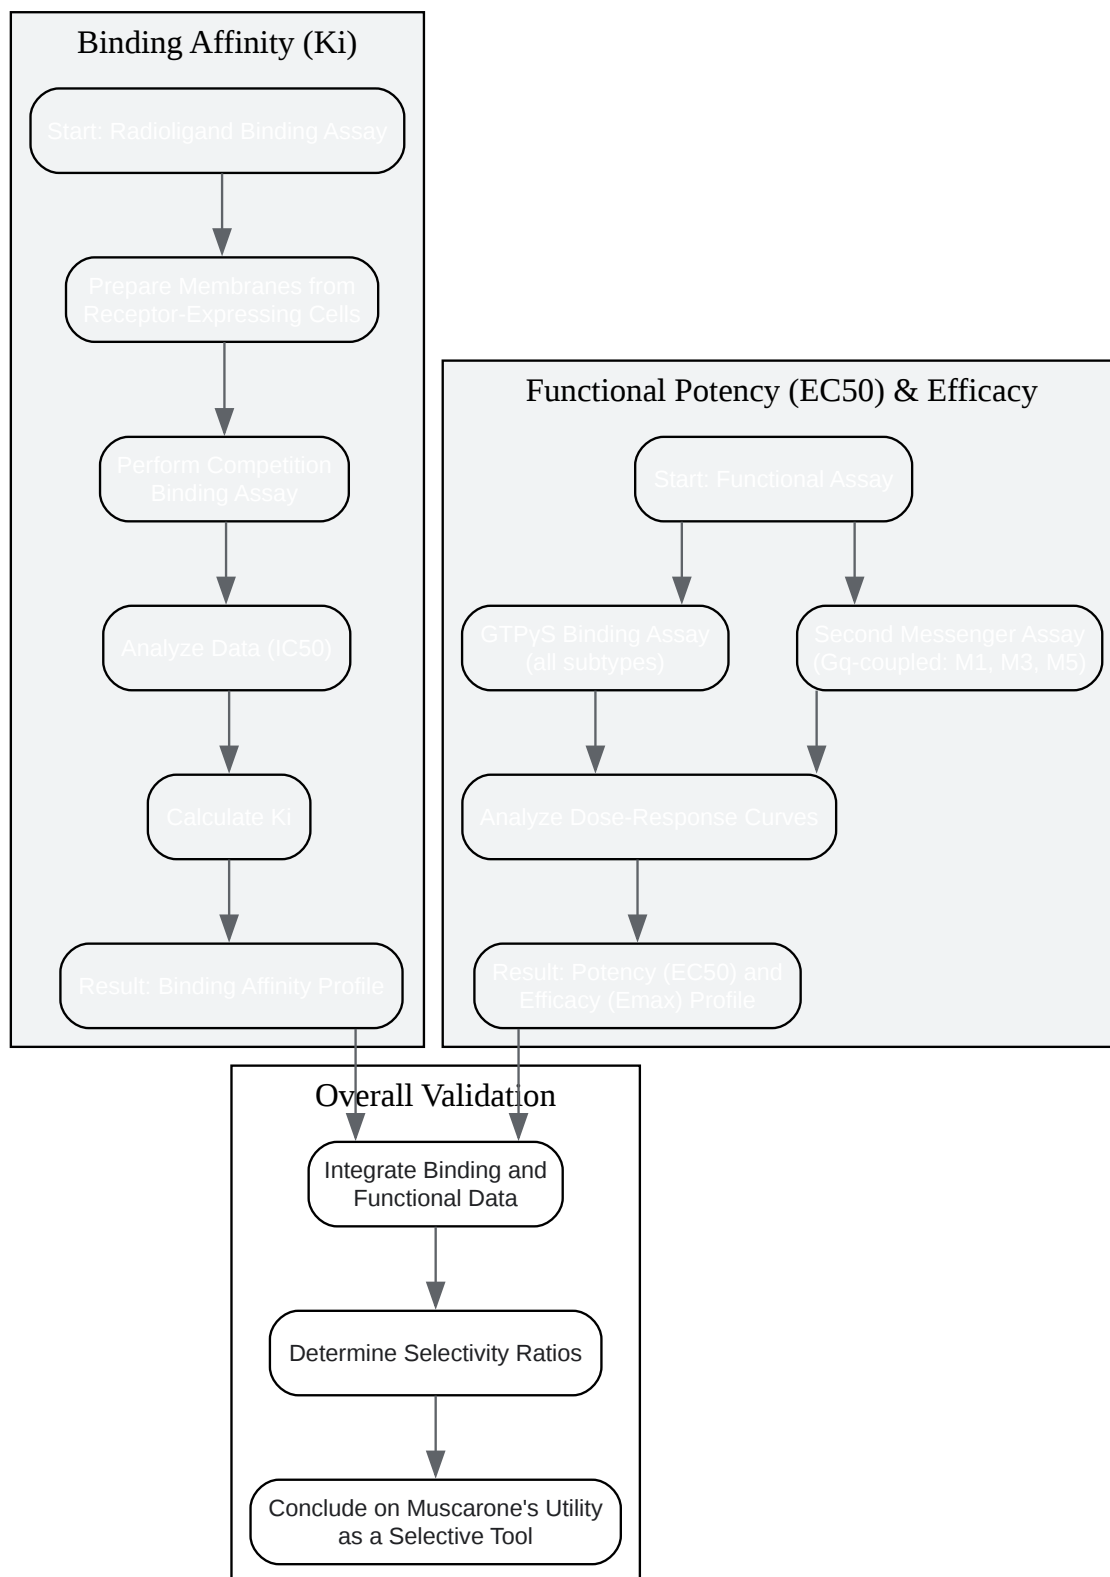 Binding Affinity (Ki)
Start: Radioligand Binding Assay
Prepare Membranes from
Receptor-Expressing Cells
Perform Competition
Binding Assay
Analyze Data (IC50)
Calculate Ki
Result: Binding Affinity Profile
Functional Potency (EC50) & Efficacy
Start: Functional Assay
GTPγS Binding Assay
(all subtypes)
Second Messenger Assay
(Gq-coupled: M1, M3, M5)
Analyze Dose-Response Curves
Result: Potency (EC50) and
Efficacy (Emax) Profile
Overall Validation
Integrate Binding and
Functional Data
Determine Selectivity Ratios
Conclude on Muscarone's Utility
as a Selective Tool